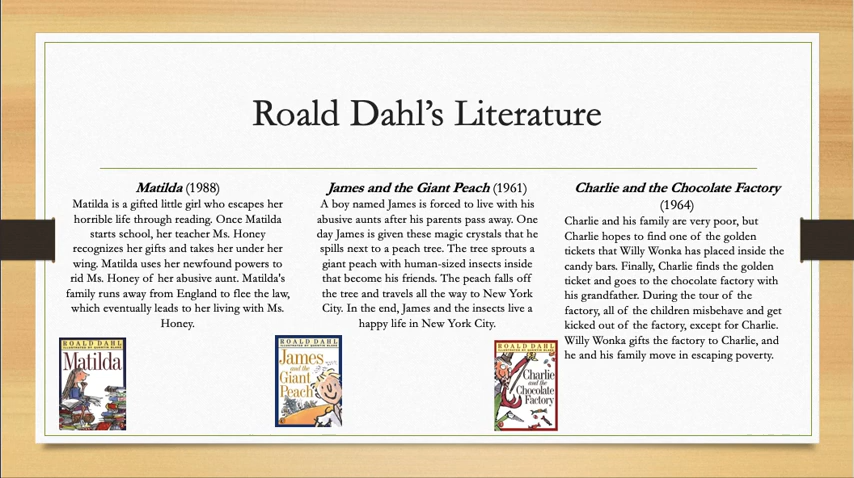 Roald Dahl's Literature
Matilda (1988)
Matilda is a gifted little girl who escapes her
horrible life through reading. Once Matilda
starts school, her teacher Ms. Honey
recognizes her gifts and takes her under her
wing. Matilda uses her newfound powers to
rid Ms. Honey of her abusive aunt. Matilda's
family runs away from England to flee the law,
which eventually leads to her living with Ms.
Honey.
James and the Giant Peach (1961)
A boy named James is forced to live with his
abusive aunts after his parents pass away. One
day James is given these magic crystals that he
spills next to a peach tree. The tree sprouts a
giant peach with human-sized insects inside
that become his friends. The peach falls off
the tree and travels all the way to New York
City. In the end, James and the insects live a
happy life in New York City.
Charlie and the Chocolate Factory
(1964)
Charlie and his family are very poor, but
Charlie hopes to find one of the golden
tickets that Willy Wonka has placed inside the
candy bars. Finally, Charlie finds the golden
ticket and goes to the chocolate factory with
his grandfather. During the tour of the
factory, all of the children misbehave and get
kicked out of the factory, except for Charlie.
Willy Wonka gifts the factory to Charlie, and
he and his family move in escaping poverty.
ROALD DAHL
Matilda
ROALD DAHL
James
and the
Giant
Peach
ROALD DAHL
Charlie
and the
Chocolate
Factory